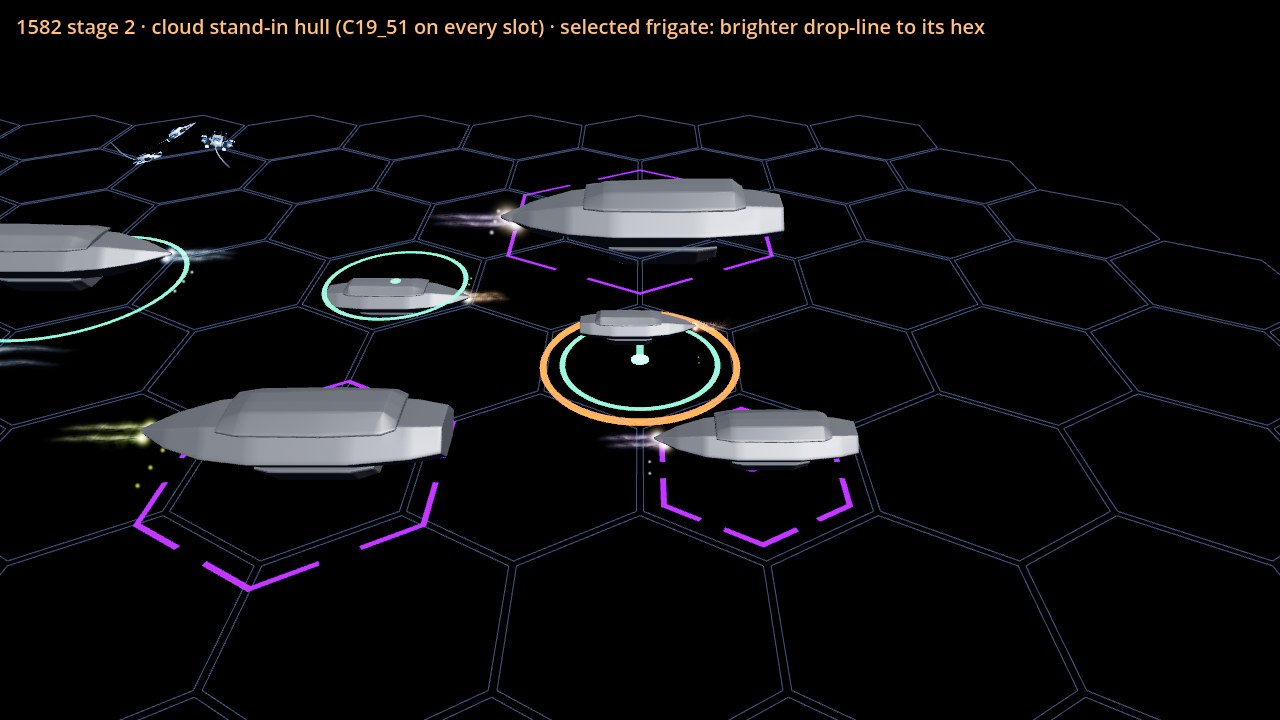 1582 stage 2 · cloud stand-in hull (C19_51 on every slot) · selected frigate: brighter drop-line to its hex